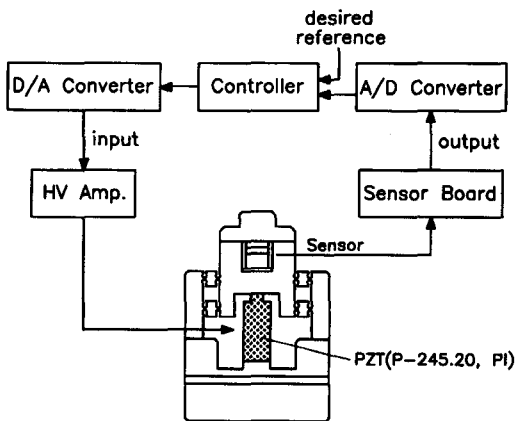 desired
reference
D/A Converter
Controller
A/D Converter
input
output
HV Amp.
Sensor Board
Sensor
PZT(P-245.20, PI)